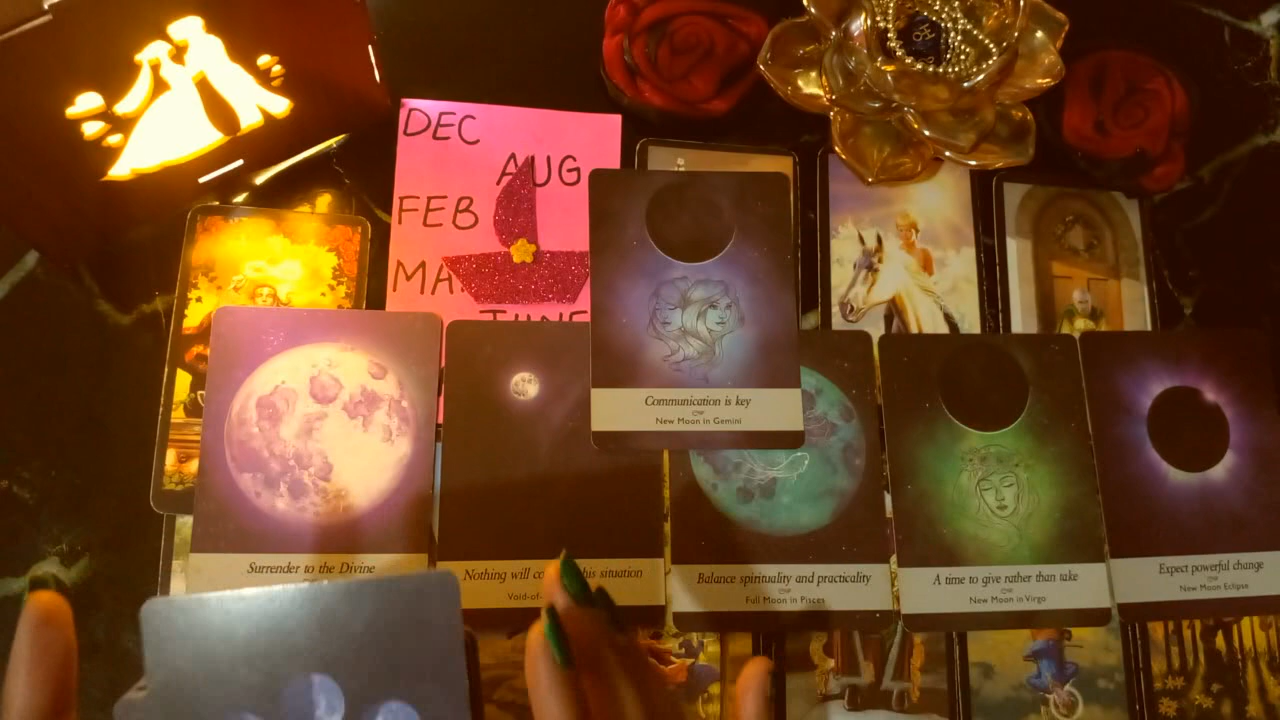 DEC
AUG
FEB
MA
JUNE
Communication is key
New Moon in Gemini
Surrender to the Divine
Nothing will co his situation
Void-of-
Balance spirituality and practicality
Full Moon in Pisces
A time to give rather than take
New Moon in Virgo
Expect powerful change
New Moon Eclipse